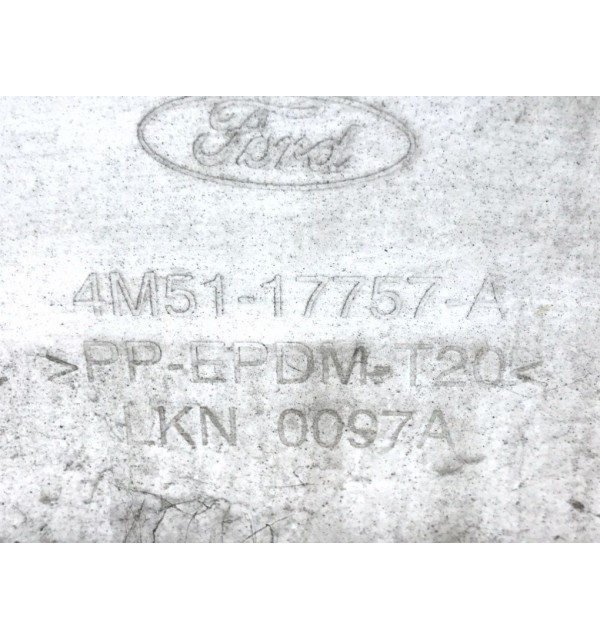 Ford
4M51-17757-A
>PP-EPDM-T20<
LKN 0097A